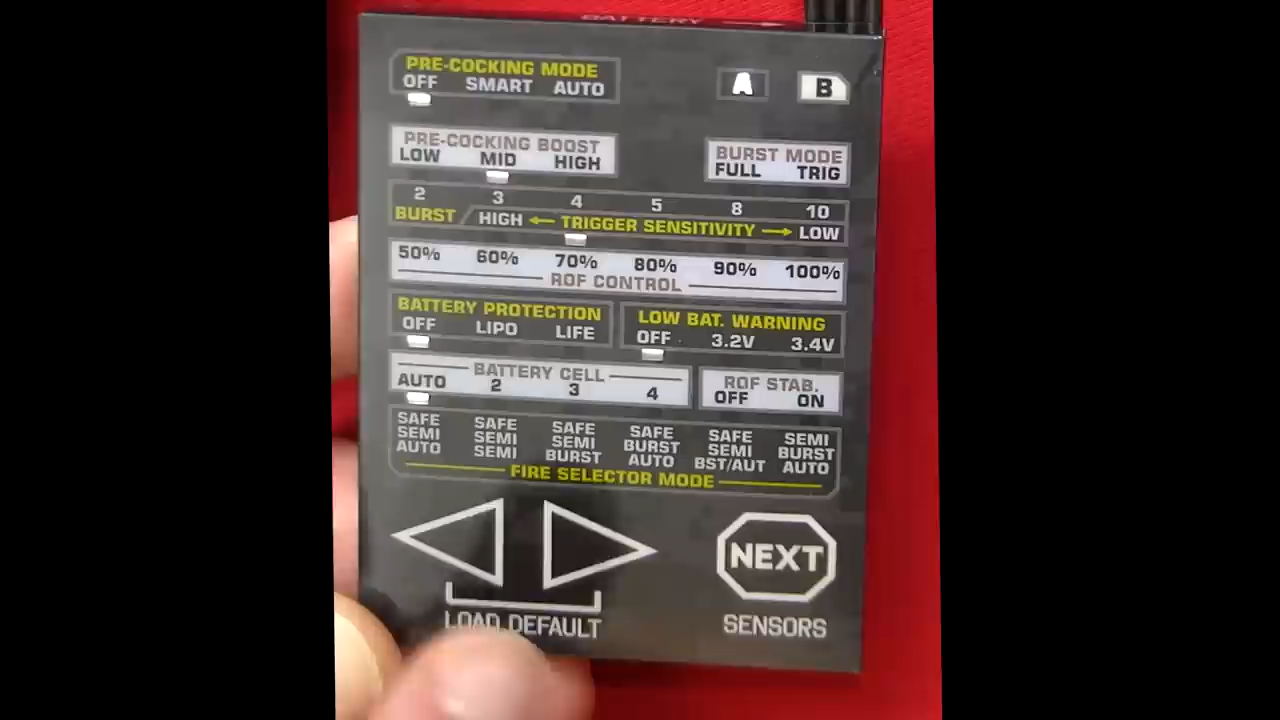 BATTERY
PRE-COCKING MODE
OFF SMART AUTO
A B
PRE-COCKING BOOST
LOW MID HIGH
BURST MODE
FULL TRIG
2 3 4 5 8 10
BURST HIGH TRIGGER SENSITIVITY LOW
50% 60% 70% 80% 90% 100%
ROF CONTROL
BATTERY PROTECTION
OFF LIPO LIFE
LOW BAT. WARNING
OFF 3.2V 3.4V
BATTERY CELL
AUTO 2 3 4
ROF STAB.
OFF ON
SAFE SAFE SAFE SAFE SAFE SEMI
SEMI SEMI SEMI BURST SEMI BURST
AUTO SEMI BURST AUTO BST/AUT AUTO
FIRE SELECTOR MODE
NEXT
LOAD DEFAULT
SENSORS